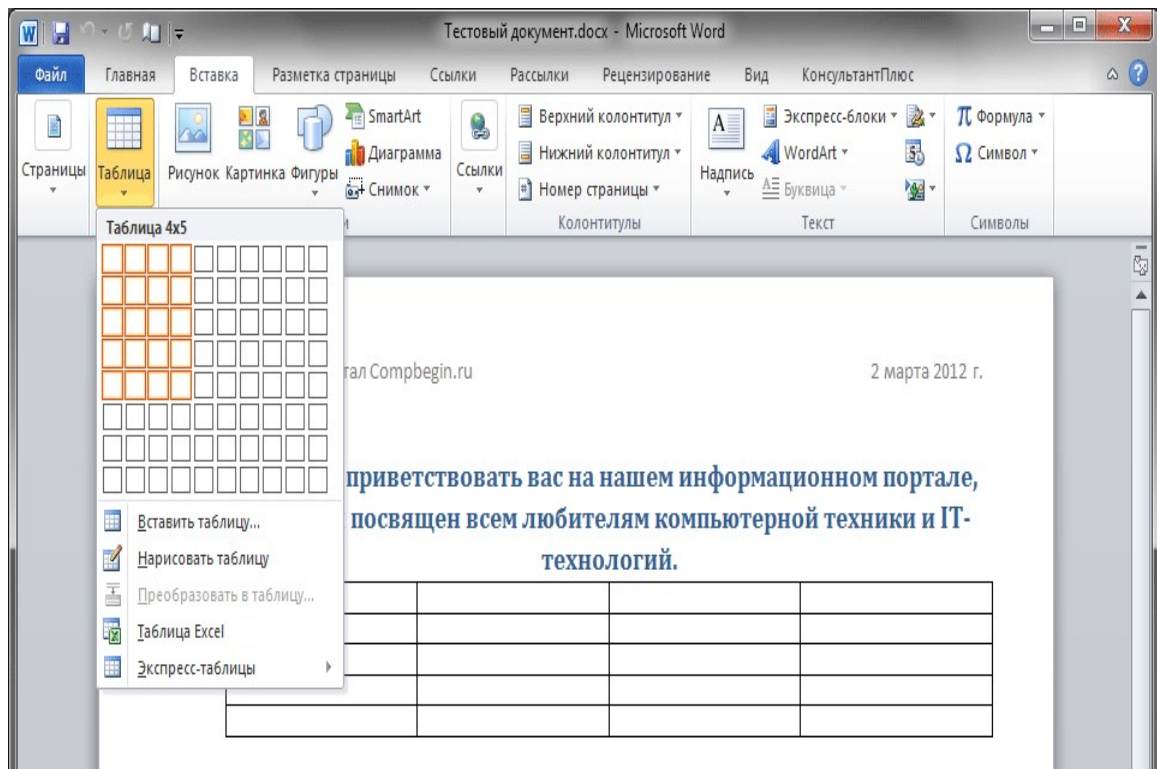 Тестовый документ.docx - Microsoft Word
Файл Главная Вставка Разметка страницы Ссылки Рассылки Рецензирование Вид КонсультантПлюс
Страницы
Таблица
Рисунок Картинка Фигуры
SmartArt
Диаграмма
Снимок
Ссылки
Верхний колонтитул
Нижний колонтитул
Номер страницы
Колонтитулы
Надпись
Экспресс-блоки
WordArt
Буквица
Текст
π Формула
Ω Символ
Символы
Таблица 4x5
Вставить таблицу...
Нарисовать таблицу
Преобразовать в таблицу...
Таблица Excel
Экспресс-таблицы
Compbegin.ru 2 марта 2012 г.
приветствовать вас на нашем информационном портале,
посвящен всем любителям компьютерной техники и IT-
технологий.